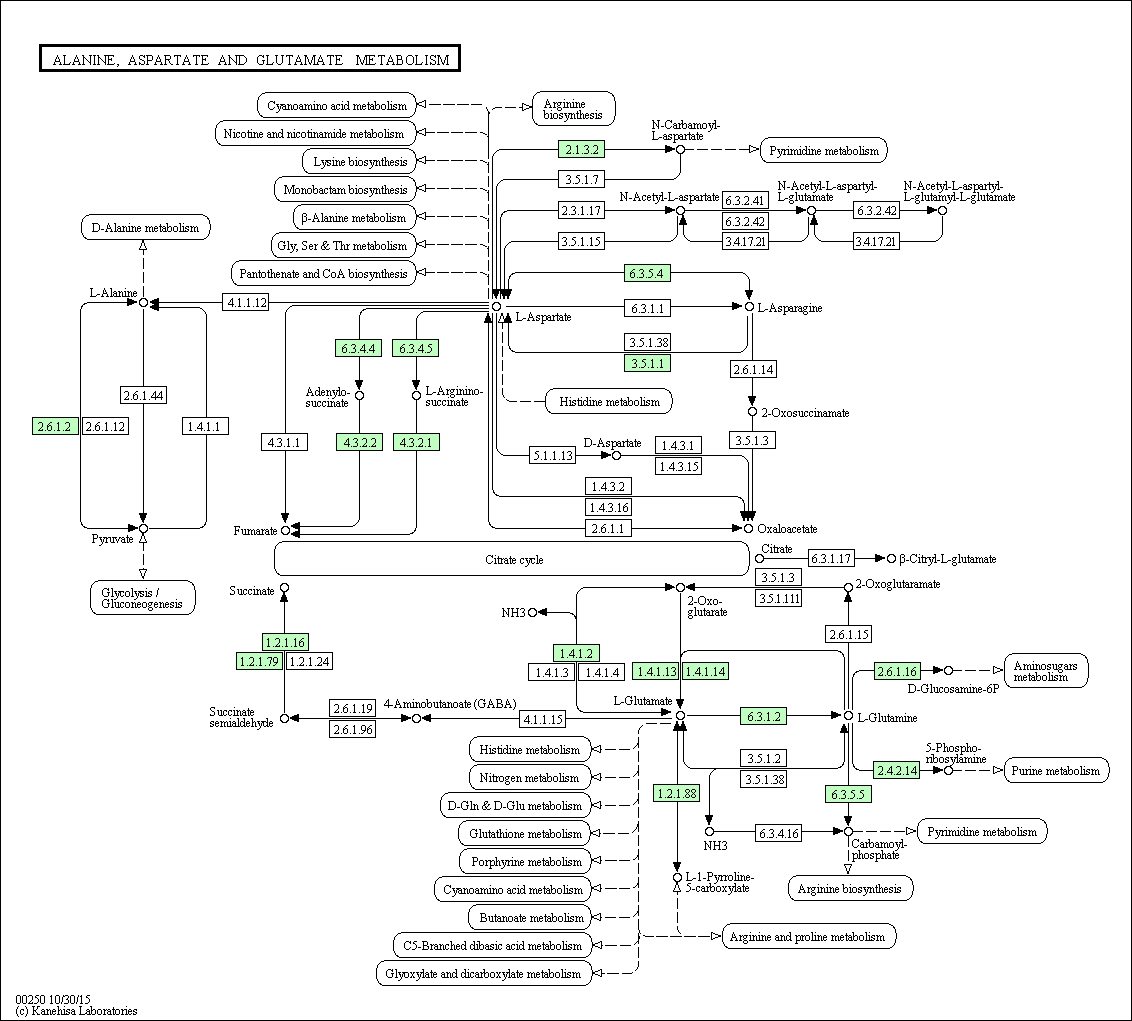 ALANINE, ASPARTATE AND GLUTAMATE METABOLISM
Cyanoamino acid metabolism
Arginine
biosynthesis
Nicotine and nicotinamide metabolism
N-Carbamoyl-
L-aspartate
2.1.3.2
Pyrimidine metabolism
Lysine biosynthesis
3.5.1.7
Monobactam biosynthesis
N-Acetyl-L-aspartate
6.3.2.41
N-Acetyl-L-aspartyl-
L-glutamate
N-Acetyl-L-aspartyl-
L-glutamyl-L-glutamate
β-Alanine metabolism
2.3.1.17
6.3.2.42
6.3.2.42
D-Alanine metabolism
Gly, Ser & Thr metabolism
3.5.1.15
3.4.17.21
3.4.17.21
Pantothenate and CoA biosynthesis
6.3.5.4
L-Alanine
4.1.1.12
6.3.1.1
L-Asparagine
L-Aspartate
6.3.4.4
6.3.4.5
3.5.1.38
3.5.1.1
2.6.1.14
2.6.1.44
Adenylo-
succinate
L-Arginino-
succinate
Histidine metabolism
2-Oxosuccinamate
2.6.1.2
2.6.1.12
1.4.1.1
4.3.1.1
4.3.2.2
4.3.2.1
D-Aspartate
1.4.3.1
3.5.1.3
5.1.1.13
1.4.3.15
1.4.3.2
1.4.3.16
Pyruvate
Fumarate
2.6.1.1
Oxaloacetate
Citrate cycle
Citrate
6.3.1.17
β-Citryl-L-glutamate
Glycolysis /
Gluconeogenesis
Succinate
3.5.1.3
3.5.1.111
2-Oxoglutaramate
NH3
2-Oxo-
glutarate
1.2.1.16
2.6.1.15
1.2.1.79
1.2.1.24
1.4.1.2
1.4.1.3
1.4.1.4
1.4.1.13
1.4.1.14
2.6.1.16
Aminosugars
metabolism
D-Glucosamine-6P
Succinate
semialdehyde
2.6.1.19
2.6.1.96
4-Aminobutanoate (GABA)
4.1.1.15
L-Glutamate
6.3.1.2
L-Glutamine
Histidine metabolism
3.5.1.2
3.5.1.38
5-Phospho-
ribosylamine
2.4.2.14
Purine metabolism
Nitrogen metabolism
1.2.1.88
6.3.5.5
D-Gln & D-Glu metabolism
Glutathione metabolism
NH3
6.3.4.16
Carbamoyl-
phosphate
Pyrimidine metabolism
Porphyrine metabolism
Cyanoamino acid metabolism
L-1-Pyrroline-
5-carboxylate
Arginine biosynthesis
Butanoate metabolism
C5-Branched dibasic acid metabolism
Arginine and proline metabolism
Glyoxylate and dicarboxylate metabolism
00250 10/30/15
(c) Kanehisa Laboratories